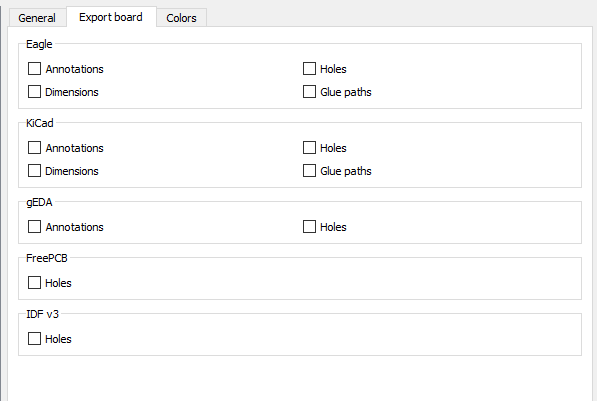 General Export board Colors
Eagle
Annotations Holes
Dimensions Glue paths
KiCad
Annotations Holes
Dimensions Glue paths
gEDA
Annotations Holes
FreePCB
Holes
IDF v3
Holes